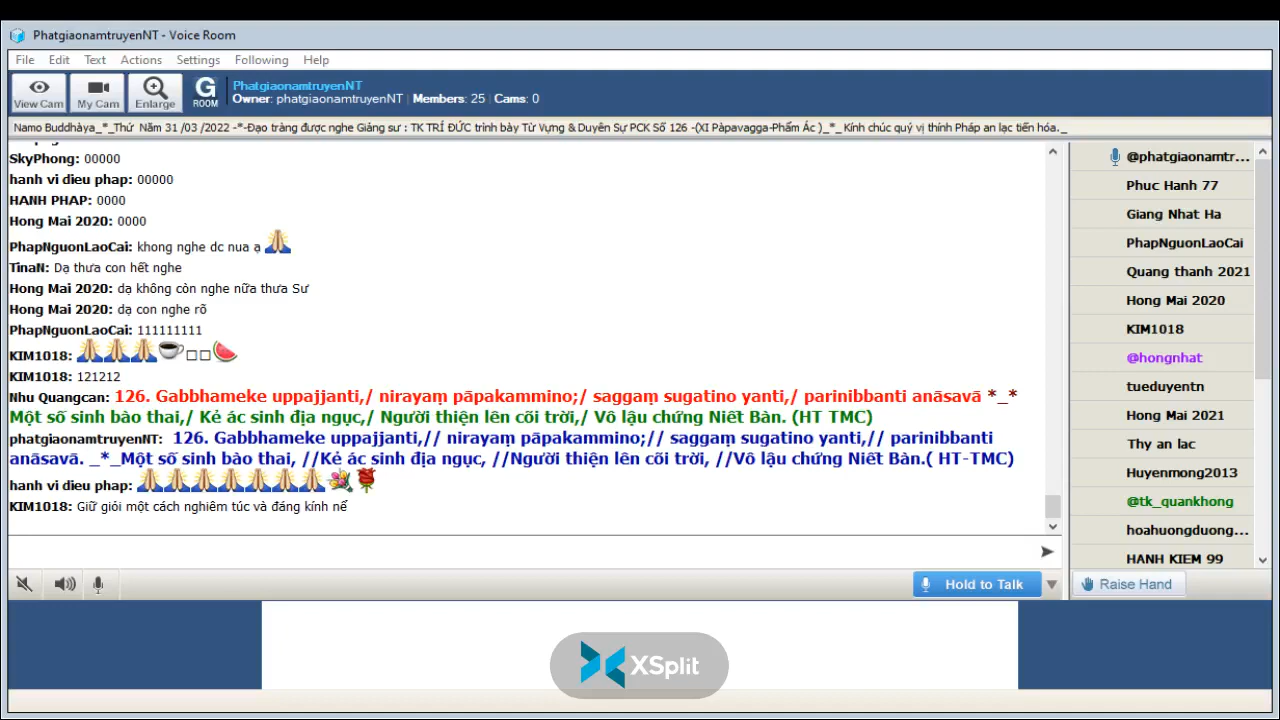 PhatgiaonamtruyenNT - Voice Room
File Edit Text Actions Settings Following Help
View Cam
My Cam
Enlarge
G
ROOM
PhatgiaonamtruyenNT
Owner: phatgiaonamtruyenNT | Members: 25 | Cams: 0
Namo Buddhàya_*_Thứ Năm 31 /03 /2022 -*-Đạo tràng được nghe Giảng sư : TK TRÍ ĐỨC trình bày Từ Vựng & Duyên Sự PCK Số 126 -(XI Pàpavagga-Phẩm Ác )_*_ Kính chúc quý vị thính Pháp an lạc tiến hóa._
SkyPhong: 00000
hanh vi dieu phap: 00000
HANH PHAP: 0000
Hong Mai 2020: 0000
PhapNguonLaoCai: khong nghe dc nua ạ
TinaN: Dạ thưa con hết nghe
Hong Mai 2020: dạ không còn nghe nữa thưa Sư
Hong Mai 2020: dạ con nghe rõ
PhapNguonLaoCai: 111111111
KIM1018:
KIM1018: 121212
Nhu Quangcan: 126. Gabbhameke uppajjanti,/ nirayaṃ pāpakammino;/ saggaṃ sugatino yanti,/ parinibbanti anāsavā *_*
Một số sinh bào thai,/ Kẻ ác sinh địa ngục,/ Người thiện lên cõi trời,/ Vô lậu chứng Niết Bàn. (HT TMC)
phatgiaonamtruyenNT: 126. Gabbhameke uppajjanti,// nirayaṃ pāpakammino;// saggaṃ sugatino yanti,// parinibbanti
anāsavā. _*_Một số sinh bào thai, //Kẻ ác sinh địa ngục, //Người thiện lên cõi trời, //Vô lậu chứng Niết Bàn.( HT-TMC)
hanh vi dieu phap:
KIM1018: Giữ giỏi một cách nghiêm túc và đáng kính nể
@phatgiaonamtr...
Phuc Hanh 77
Giang Nhat Ha
PhapNguonLaoCai
Quang thanh 2021
Hong Mai 2020
KIM1018
@hongnhat
tueduyentn
Hong Mai 2021
Thy an lac
Huyenmong2013
@tk_quankhong
hoahuongduong...
HANH KIEM 99
Hold to Talk
Raise Hand
XSplit